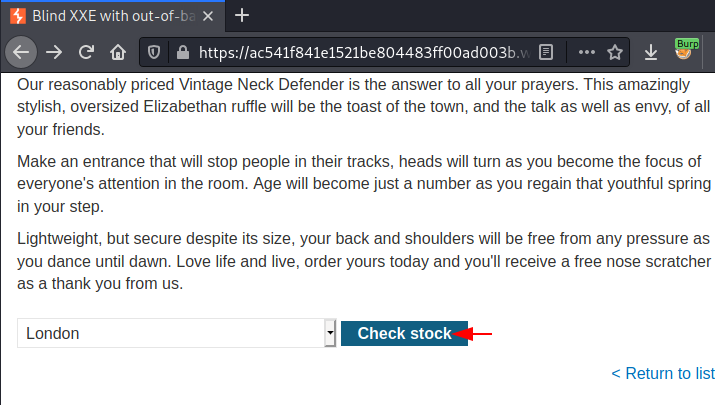 Blind XXE with out-of-ba
https://ac541f841e1521be804483ff00ad003b.w
Burp
Our reasonably priced Vintage Neck Defender is the answer to all your prayers. This amazingly
stylish, oversized Elizabethan ruffle will be the toast of the town, and the talk as well as envy, of all
your friends.
Make an entrance that will stop people in their tracks, heads will turn as you become the focus of
everyone's attention in the room. Age will become just a number as you regain that youthful spring
in your step.
Lightweight, but secure despite its size, your back and shoulders will be free from any pressure as
you dance until dawn. Love life and live, order yours today and you'll receive a free nose scratcher
as a thank you from us.
London
Check stock
< Return to list